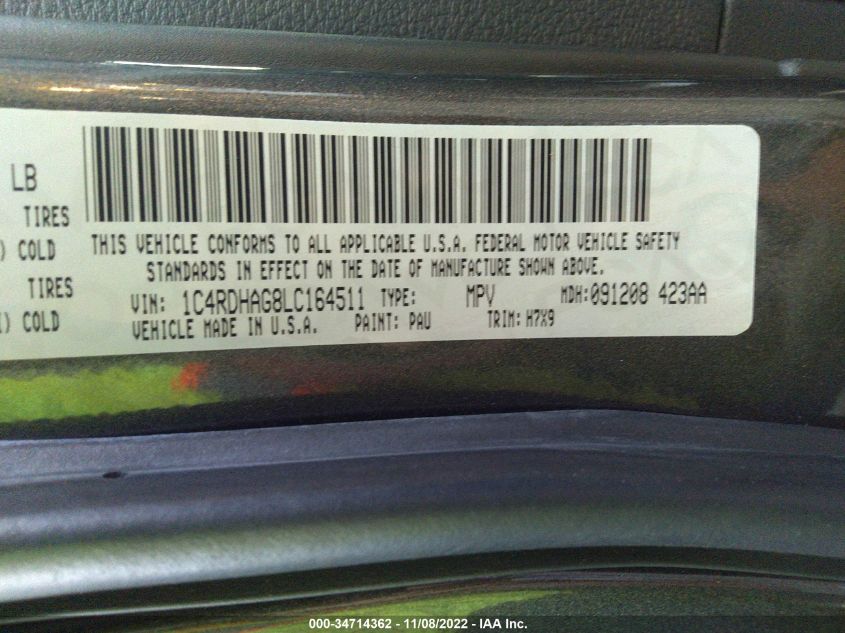 LB
TIRES
) COLD
TIRES
) COLD
THIS VEHICLE CONFORMS TO ALL APPLICABLE U.S.A. FEDERAL MOTOR VEHICLE SAFETY
STANDARDS IN EFFECT ON THE DATE OF MANUFACTURE SHOWN ABOVE.
VIN: 1C4RDHAG8LC164511 TYPE: MPV MDH:091208 423AA
VEHICLE MADE IN U.S.A. PAINT: PAU TRIM: H7X9
000-34714362 - 11/08/2022 - IAA Inc.